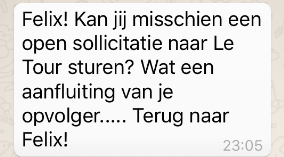 Felix! Kan jij misschien een
open sollicitatie naar Le
Tour sturen? Wat een
aanfluiting van je
opvolger..... Terug naar
Felix!
23:05